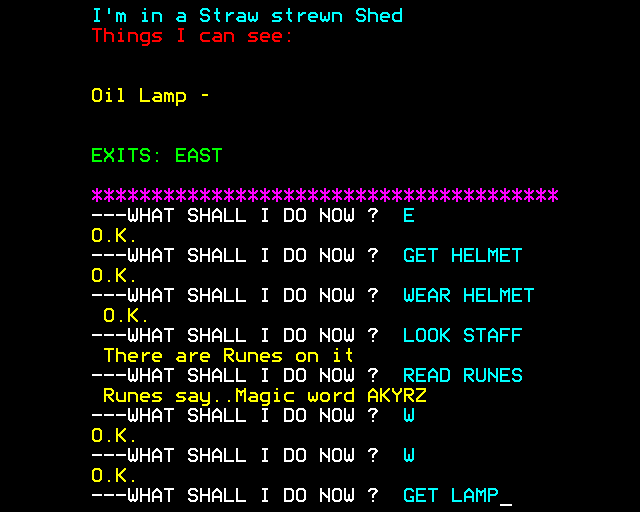 I'm in a Straw strewn Shed
Things I can see:
Oil Lamp -
EXITS: EAST
***************************************
---WHAT SHALL I DO NOW ?  E
O.K.
---WHAT SHALL I DO NOW ?  GET HELMET
O.K.
---WHAT SHALL I DO NOW ?  WEAR HELMET
O.K.
---WHAT SHALL I DO NOW ?  LOOK STAFF
There are Runes on it
---WHAT SHALL I DO NOW ?  READ RUNES
Runes say..Magic word AKYRZ
---WHAT SHALL I DO NOW ?  W
O.K.
---WHAT SHALL I DO NOW ?  W
O.K.
---WHAT SHALL I DO NOW ?  GET LAMP_